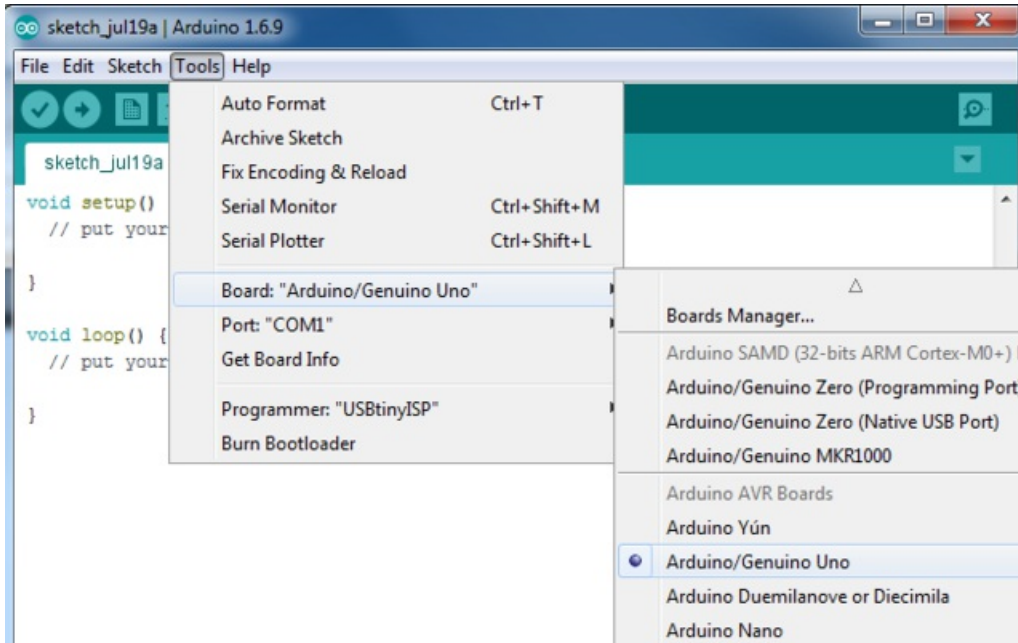 sketch_jul19a | Arduino 1.6.9
File Edit Sketch Tools Help
sketch_jul19a
void setup()
// put your
}
void loop() {
// put your
}
Auto Format Ctrl+T
Archive Sketch
Fix Encoding & Reload
Serial Monitor Ctrl+Shift+M
Serial Plotter Ctrl+Shift+L
Board: "Arduino/Genuino Uno"
Port: "COM1"
Get Board Info
Programmer: "USBtinyISP"
Burn Bootloader
Boards Manager...
Arduino SAMD (32-bits ARM Cortex-M0+)
Arduino/Genuino Zero (Programming Port
Arduino/Genuino Zero (Native USB Port)
Arduino/Genuino MKR1000
Arduino AVR Boards
Arduino Yún
Arduino/Genuino Uno
Arduino Duemilanove or Diecimila
Arduino Nano